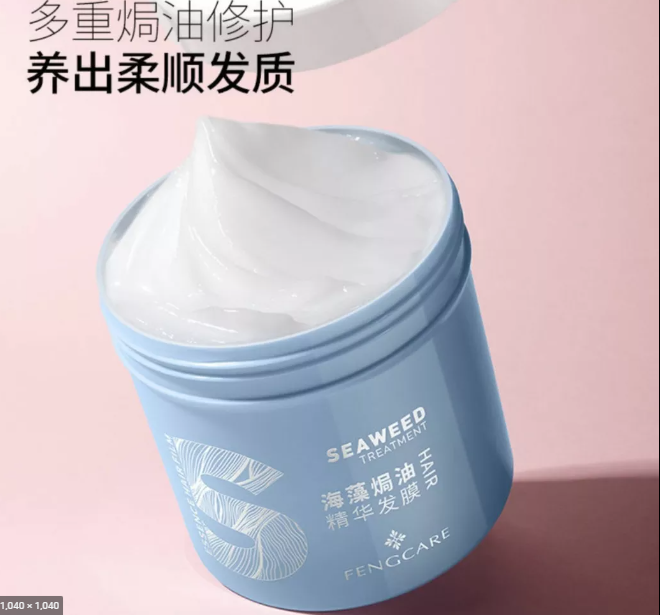 多重焗油修护
养出柔顺发质
SEAWEED
TREATMENT
HAIR
海藻焗油
精华发膜
S
FENGCARE
1,040 × 1,040